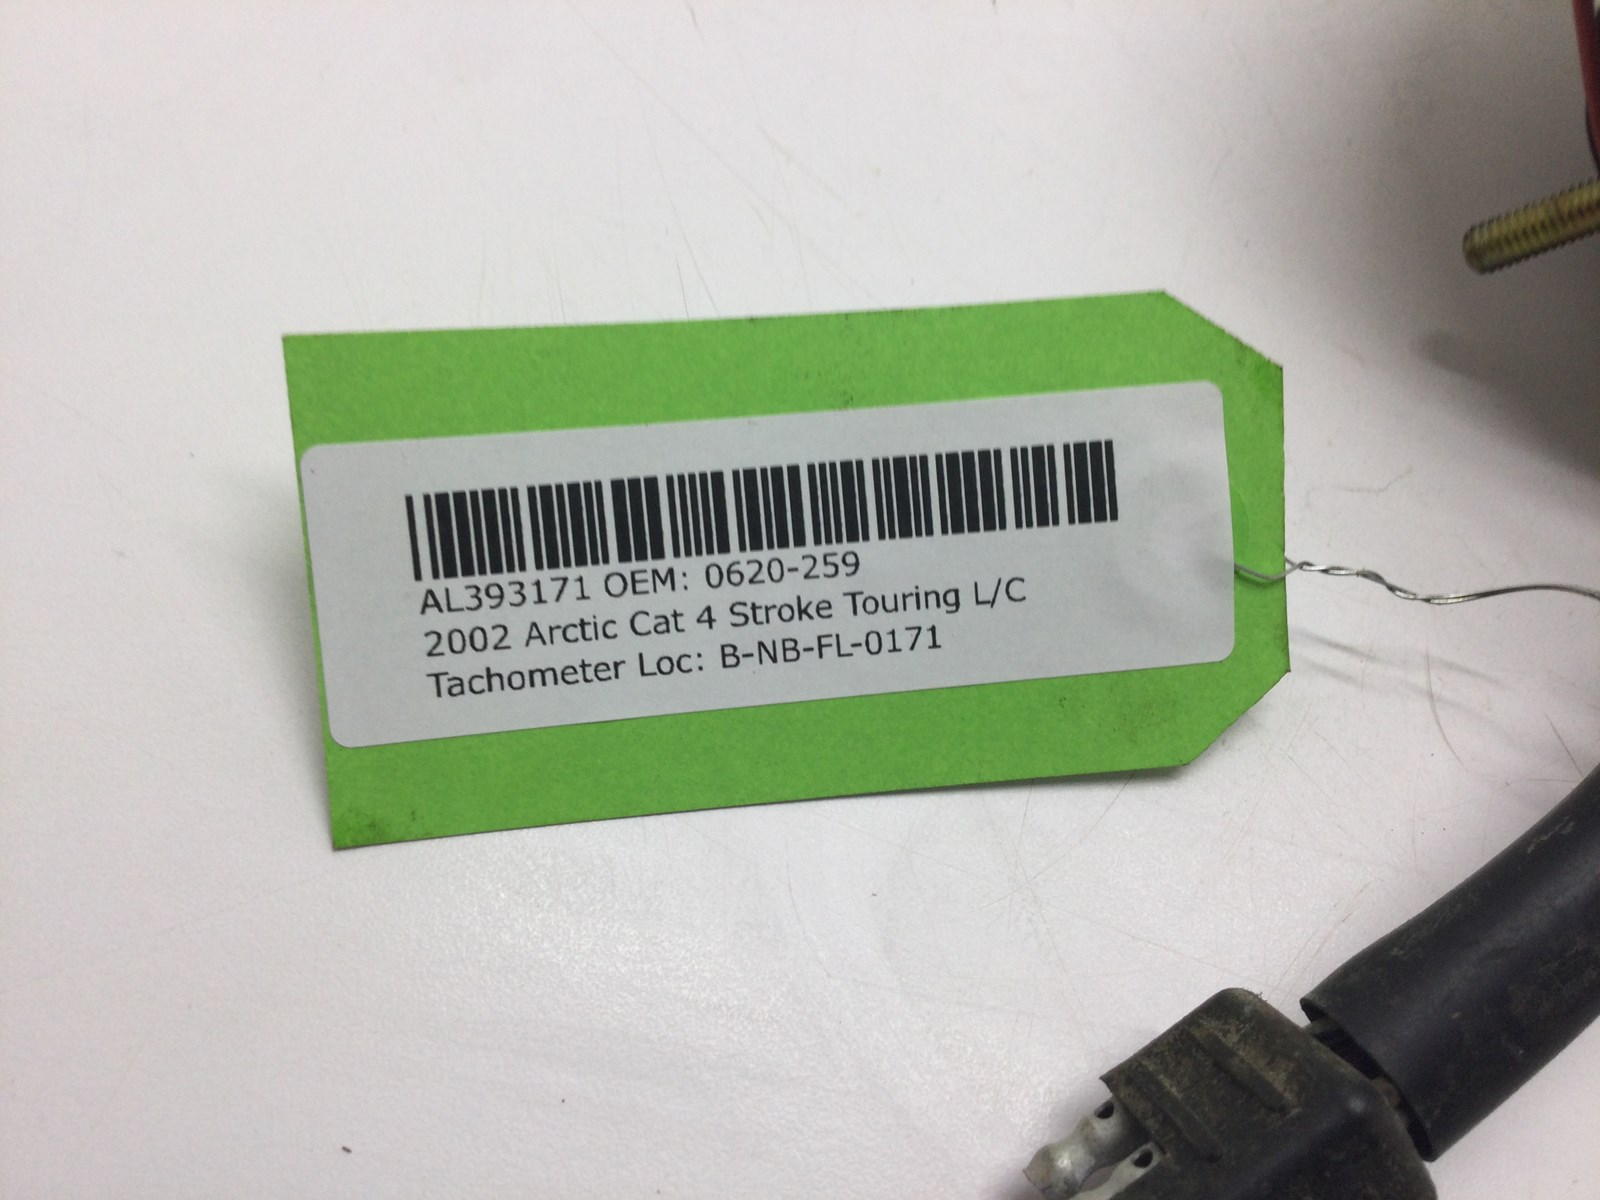 AL393171 OEM: 0620-259
2002 Arctic Cat 4 Stroke Touring L/C
Tachometer Loc: B-NB-FL-0171